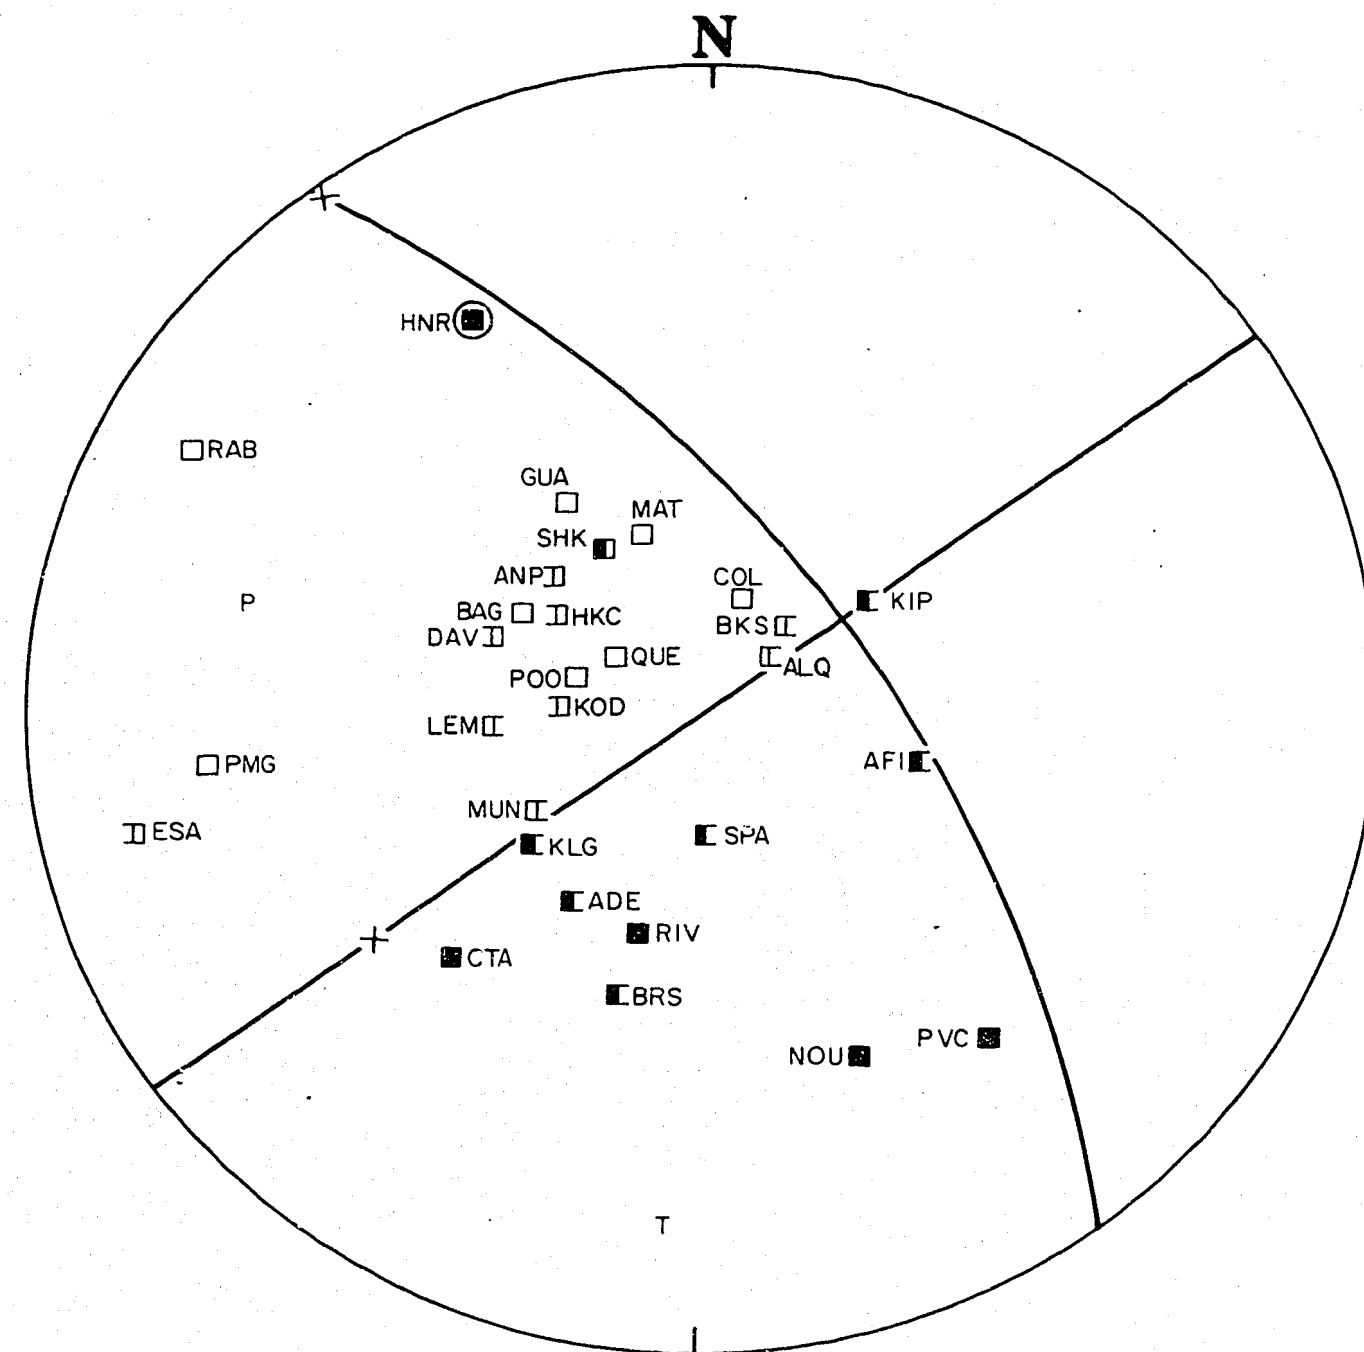 N
HNR
RAB
GUA
MAT
SHK
ANP
COL
P
KIP
BAG
HKC
BKS
DAV
QUE
ALQ
POO
KOD
LEM
PMG
AFI
MUN
ESA
SPA
KLG
ADE
RIV
CTA
BRS
PVC
NOU
T